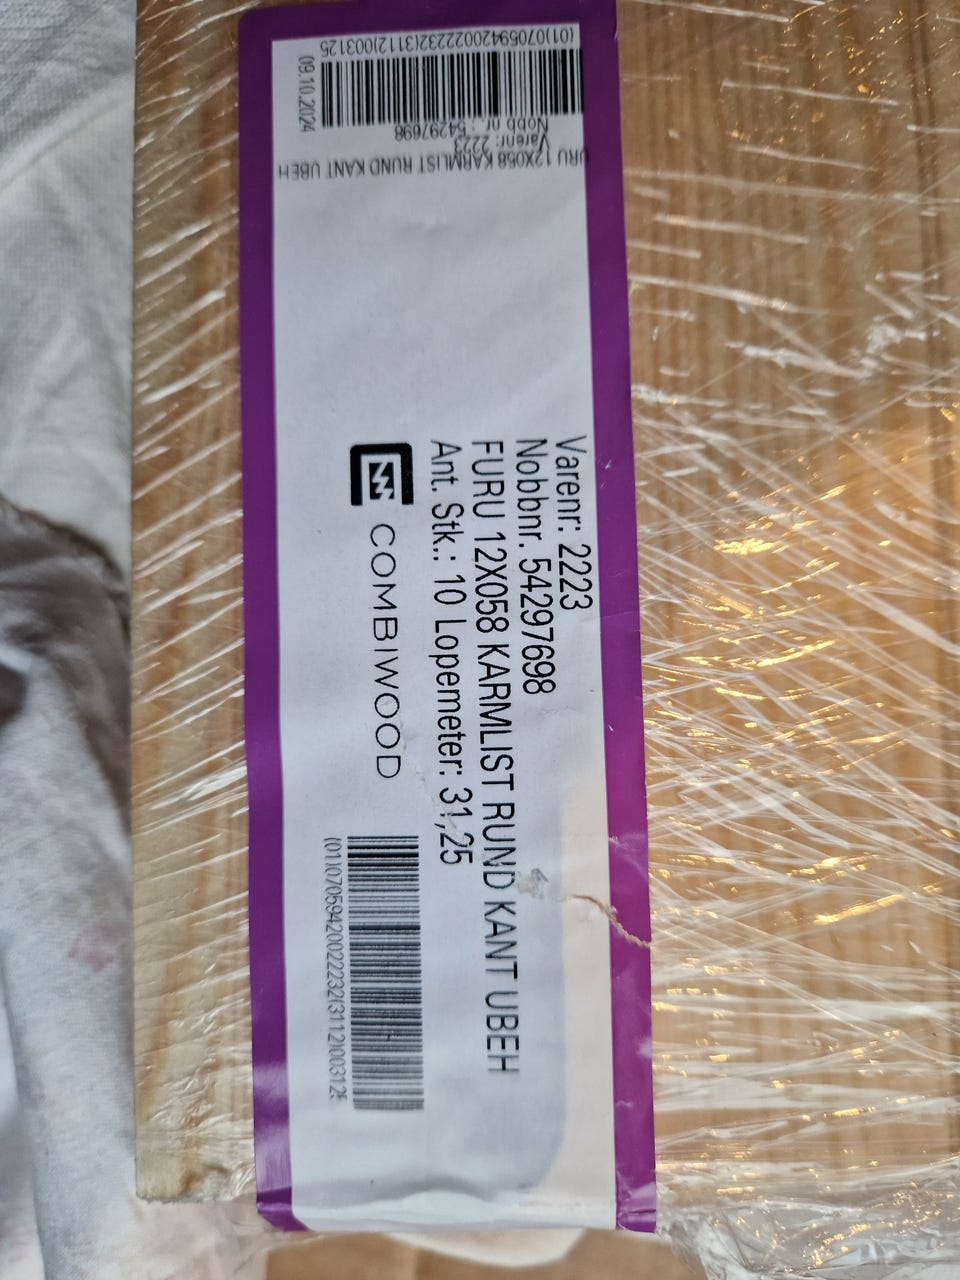 (01)07059420022232(3112)003125
09.10.2024
Nobb nr. : 54297698
Varenr: 2223
URU 12X058 KARMLIST RUND KANT UBEH
Varenr: 2223
Nobbnr. 54297698
FURU 12X058 KARMLIST RUND KANT UBEH
Ant. Stk.: 10 Lopemeter: 31,25
COMBIWOOD
(01)07059420022232(3112)003125